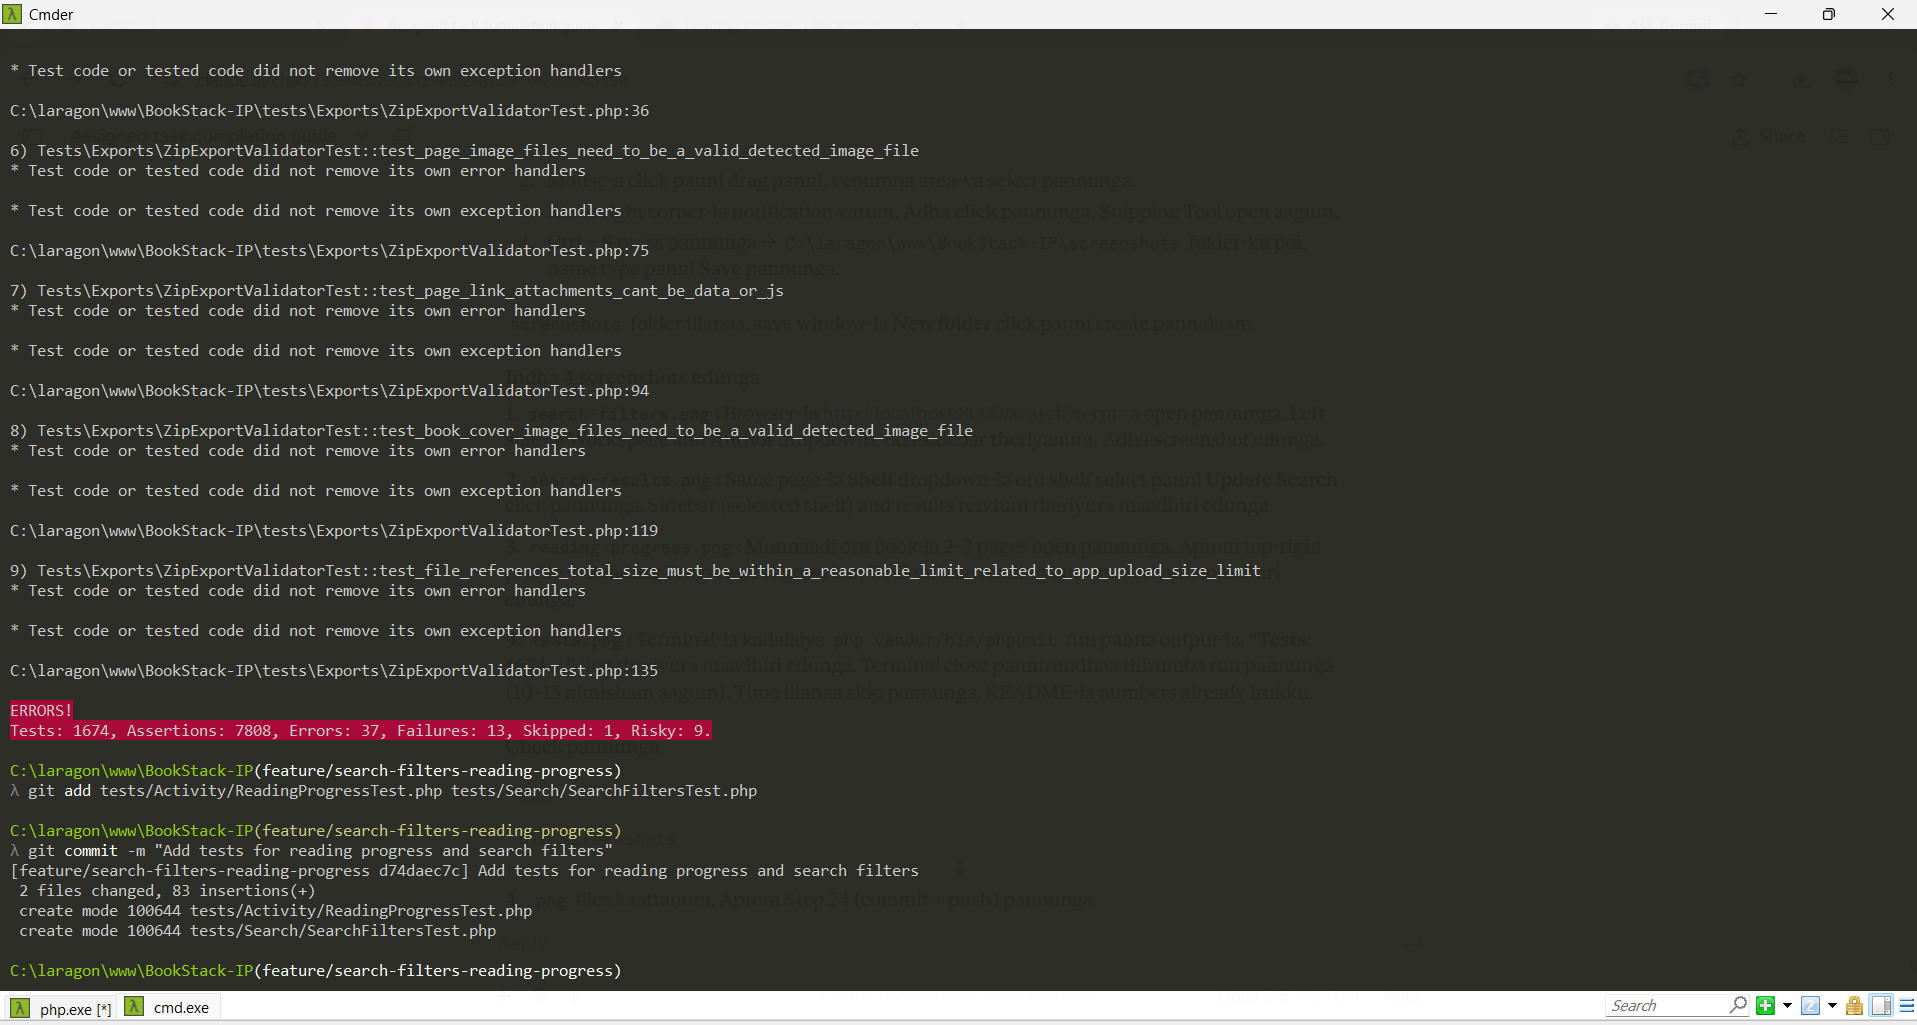 Cmder
* Test code or tested code did not remove its own exception handlers
C:\laragon\www\BookStack-IP\tests\Exports\ZipExportValidatorTest.php:36
6) Tests\Exports\ZipExportValidatorTest::test_page_image_files_need_to_be_a_valid_detected_image_file
* Test code or tested code did not remove its own error handlers
* Test code or tested code did not remove its own exception handlers
C:\laragon\www\BookStack-IP\tests\Exports\ZipExportValidatorTest.php:75
7) Tests\Exports\ZipExportValidatorTest::test_page_link_attachments_cant_be_data_or_js
* Test code or tested code did not remove its own error handlers
* Test code or tested code did not remove its own exception handlers
C:\laragon\www\BookStack-IP\tests\Exports\ZipExportValidatorTest.php:94
8) Tests\Exports\ZipExportValidatorTest::test_book_cover_image_files_need_to_be_a_valid_detected_image_file
* Test code or tested code did not remove its own error handlers
* Test code or tested code did not remove its own exception handlers
C:\laragon\www\BookStack-IP\tests\Exports\ZipExportValidatorTest.php:119
9) Tests\Exports\ZipExportValidatorTest::test_file_references_total_size_must_be_within_a_reasonable_limit_related_to_app_upload_size_limit
* Test code or tested code did not remove its own error handlers
* Test code or tested code did not remove its own exception handlers
C:\laragon\www\BookStack-IP\tests\Exports\ZipExportValidatorTest.php:135
ERRORS!
Tests: 1674, Assertions: 7808, Errors: 37, Failures: 13, Skipped: 1, Risky: 9.
C:\laragon\www\BookStack-IP(feature/search-filters-reading-progress)
λ git add tests/Activity/ReadingProgressTest.php tests/Search/SearchFiltersTest.php
C:\laragon\www\BookStack-IP(feature/search-filters-reading-progress)
λ git commit -m "Add tests for reading progress and search filters"
[feature/search-filters-reading-progress d74daec7c] Add tests for reading progress and search filters
2 files changed, 83 insertions(+)
create mode 100644 tests/Activity/ReadingProgressTest.php
create mode 100644 tests/Search/SearchFiltersTest.php
C:\laragon\www\BookStack-IP(feature/search-filters-reading-progress)
php.exe [*] cmd.exe Search